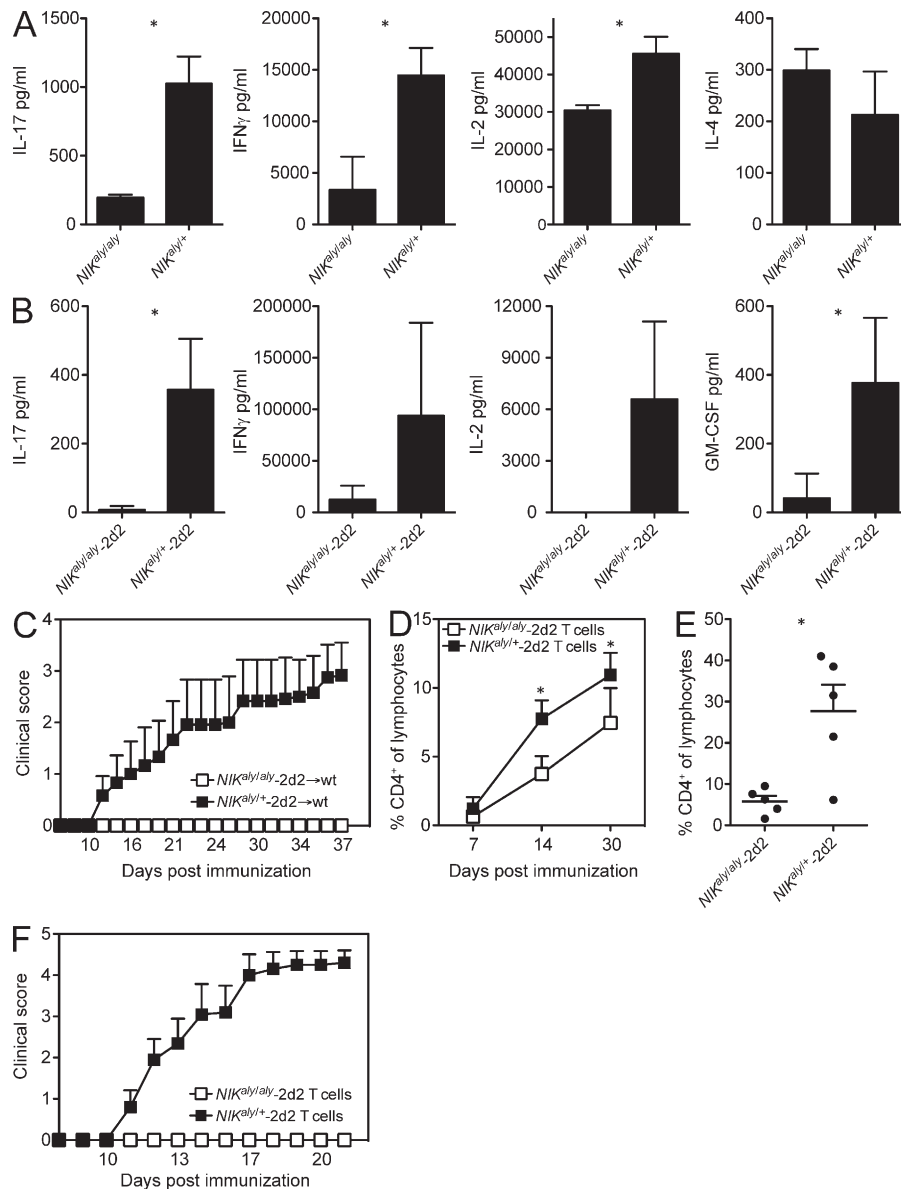 A
1500
1000
500
0
IL-17 pg/ml
*
NIKaly/aly
NIKaly/+
20000
15000
10000
5000
0
IFNγ pg/ml
*
NIKaly/aly
NIKaly/+
50000
40000
30000
20000
10000
0
IL-2 pg/ml
*
NIKaly/aly
NIKaly/+
400
300
200
100
0
IL-4 pg/ml
NIKaly/aly
NIKaly/+
B
600
400
200
0
IL-17 pg/ml
*
NIKaly/aly-2d2
NIKaly/+-2d2
200000
150000
100000
50000
0
IFNγ pg/ml
NIKaly/aly-2d2
NIKaly/+-2d2
12000
9000
6000
3000
0
IL-2 pg/ml
NIKaly/aly-2d2
NIKaly/+-2d2
600
400
200
0
GM-CSF pg/ml
*
NIKaly/aly-2d2
NIKaly/+-2d2
C
4
3
2
1
0
Clinical score
NIKaly/aly-2d2→wt
NIKaly/+-2d2→wt
10 16 21 24 30 34 37
Days post immunization
D
15
10
5
0
% CD4+ of lymphocytes
NIKaly/aly-2d2 T cells
NIKaly/+-2d2 T cells
*
*
7 14 30
Days post immunization
E
50
40
30
20
10
0
% CD4+ of lymphocytes
*
NIKaly/aly-2d2
NIKaly/+-2d2
F
5
4
3
2
1
0
Clinical score
NIKaly/aly-2d2 T cells
NIKaly/+-2d2 T cells
10 13 17 20
Days post immunization